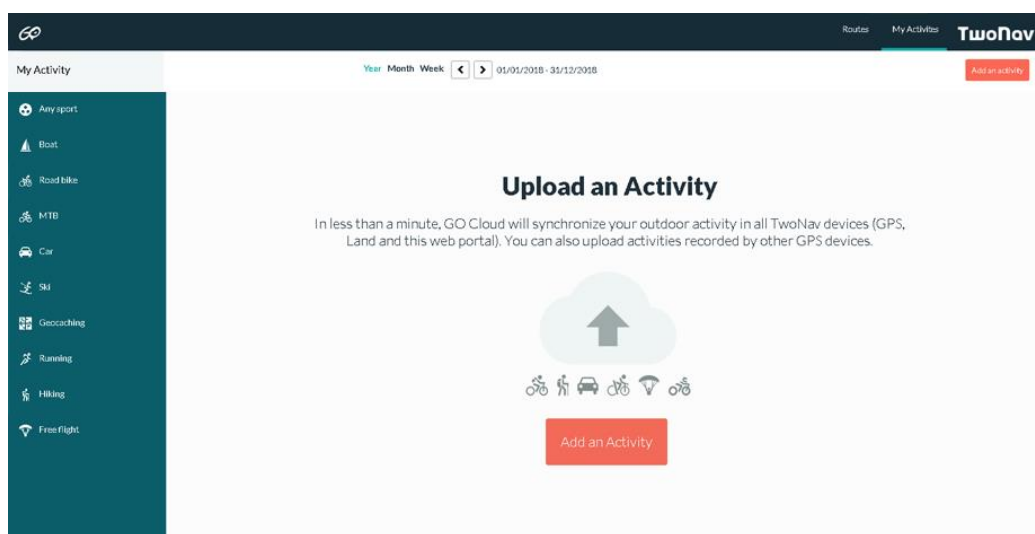 GO
Routes My Activites TwoNav
My Activity
Year Month Week 01/01/2018 - 31/12/2018
Add an activity
Any sport
Boat
Road bike
MTB
Car
Ski
Geocaching
Running
Hiking
Free flight
Upload an Activity
In less than a minute, GO Cloud will synchronize your outdoor activity in all TwoNav devices (GPS,
Land and this web portal). You can also upload activities recorded by other GPS devices.
Add an Activity